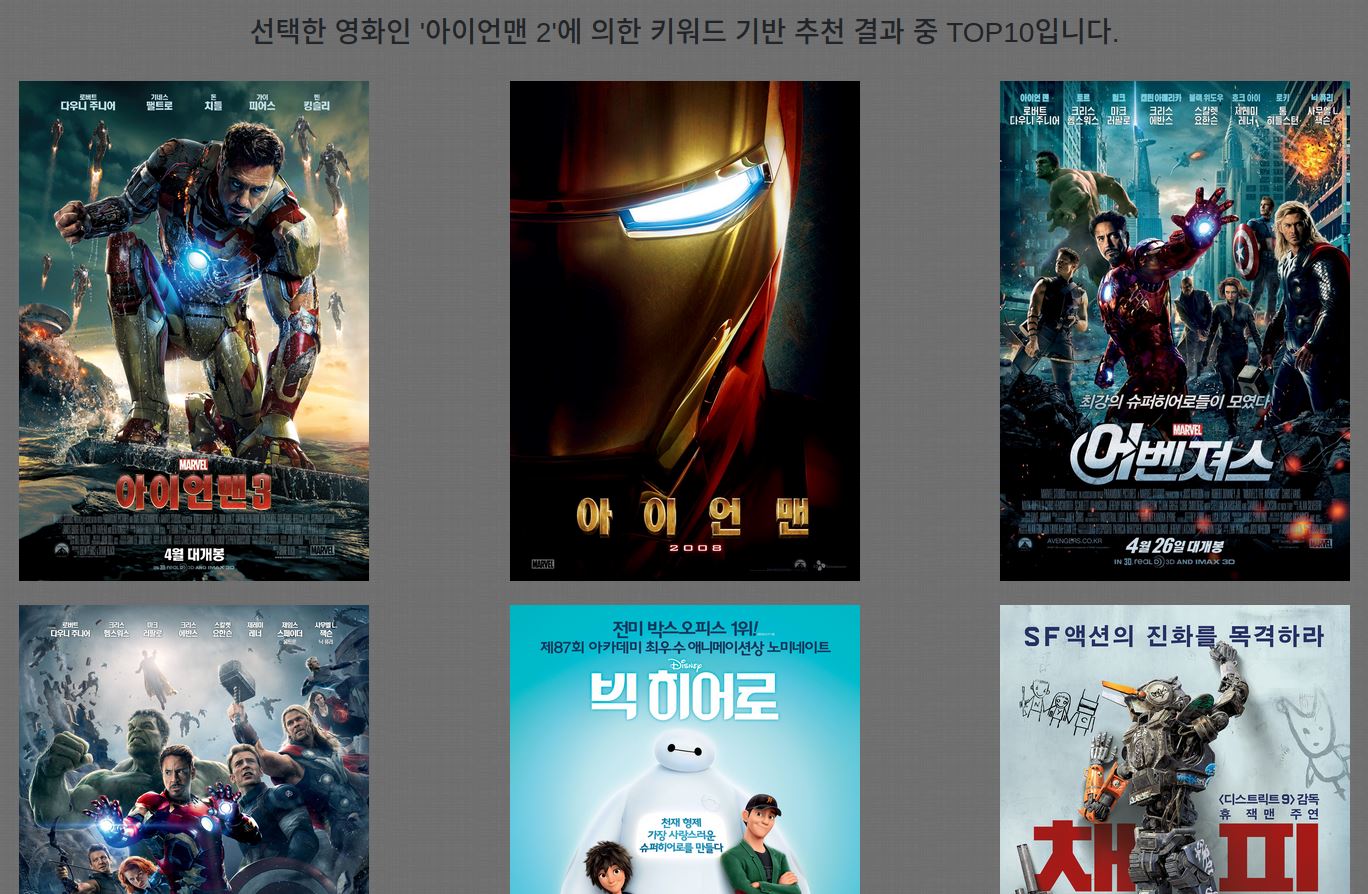 선택한 영화인 '아이언맨 2'에 의한 키워드 기반 추천 결과 중 TOP10입니다.
로버트 기네스 돈 가이 벤
다우니 주니어 팰트로 치들 피어스 킹슬리
MARVEL
아이언맨3
4월 대개봉
IN 3D, REAL D 3D AND IMAX 3D
아이언맨
2008
MARVEL
아이언 맨 토르 헐크 캡틴 아메리카 블랙 위도우 호크 아이 로키 닉 퓨리
로버트 크리스 마크 크리스 스칼렛 제레미 톰 사무엘 L.
다우니 주니어 헴스워스 러팔로 에반스 요한슨 레너 히들스턴 잭슨
최강의 슈퍼히어로들이 모였다
MARVEL
어벤져스
AVENGERS.CO.KR
4월 26일 대개봉
IN 3D, REAL D 3D AND IMAX 3D
로버트 크리스 마크 크리스 스칼렛 제레미 제임스 사무엘 L.
다우니 주니어 헴스워스 러팔로 에반스 요한슨 레너 스페이더 잭슨
울트론 닉 퓨리
전미 박스오피스 1위!
제87회 아카데미 최우수 애니메이션상 노미네이트
Disney
빅 히어로
천재 형제
가장 사랑스러운
슈퍼히어로를 만들다
SF액션의 진화를 목격하라
<디스트릭트 9> 감독
휴 잭맨 주연
채피